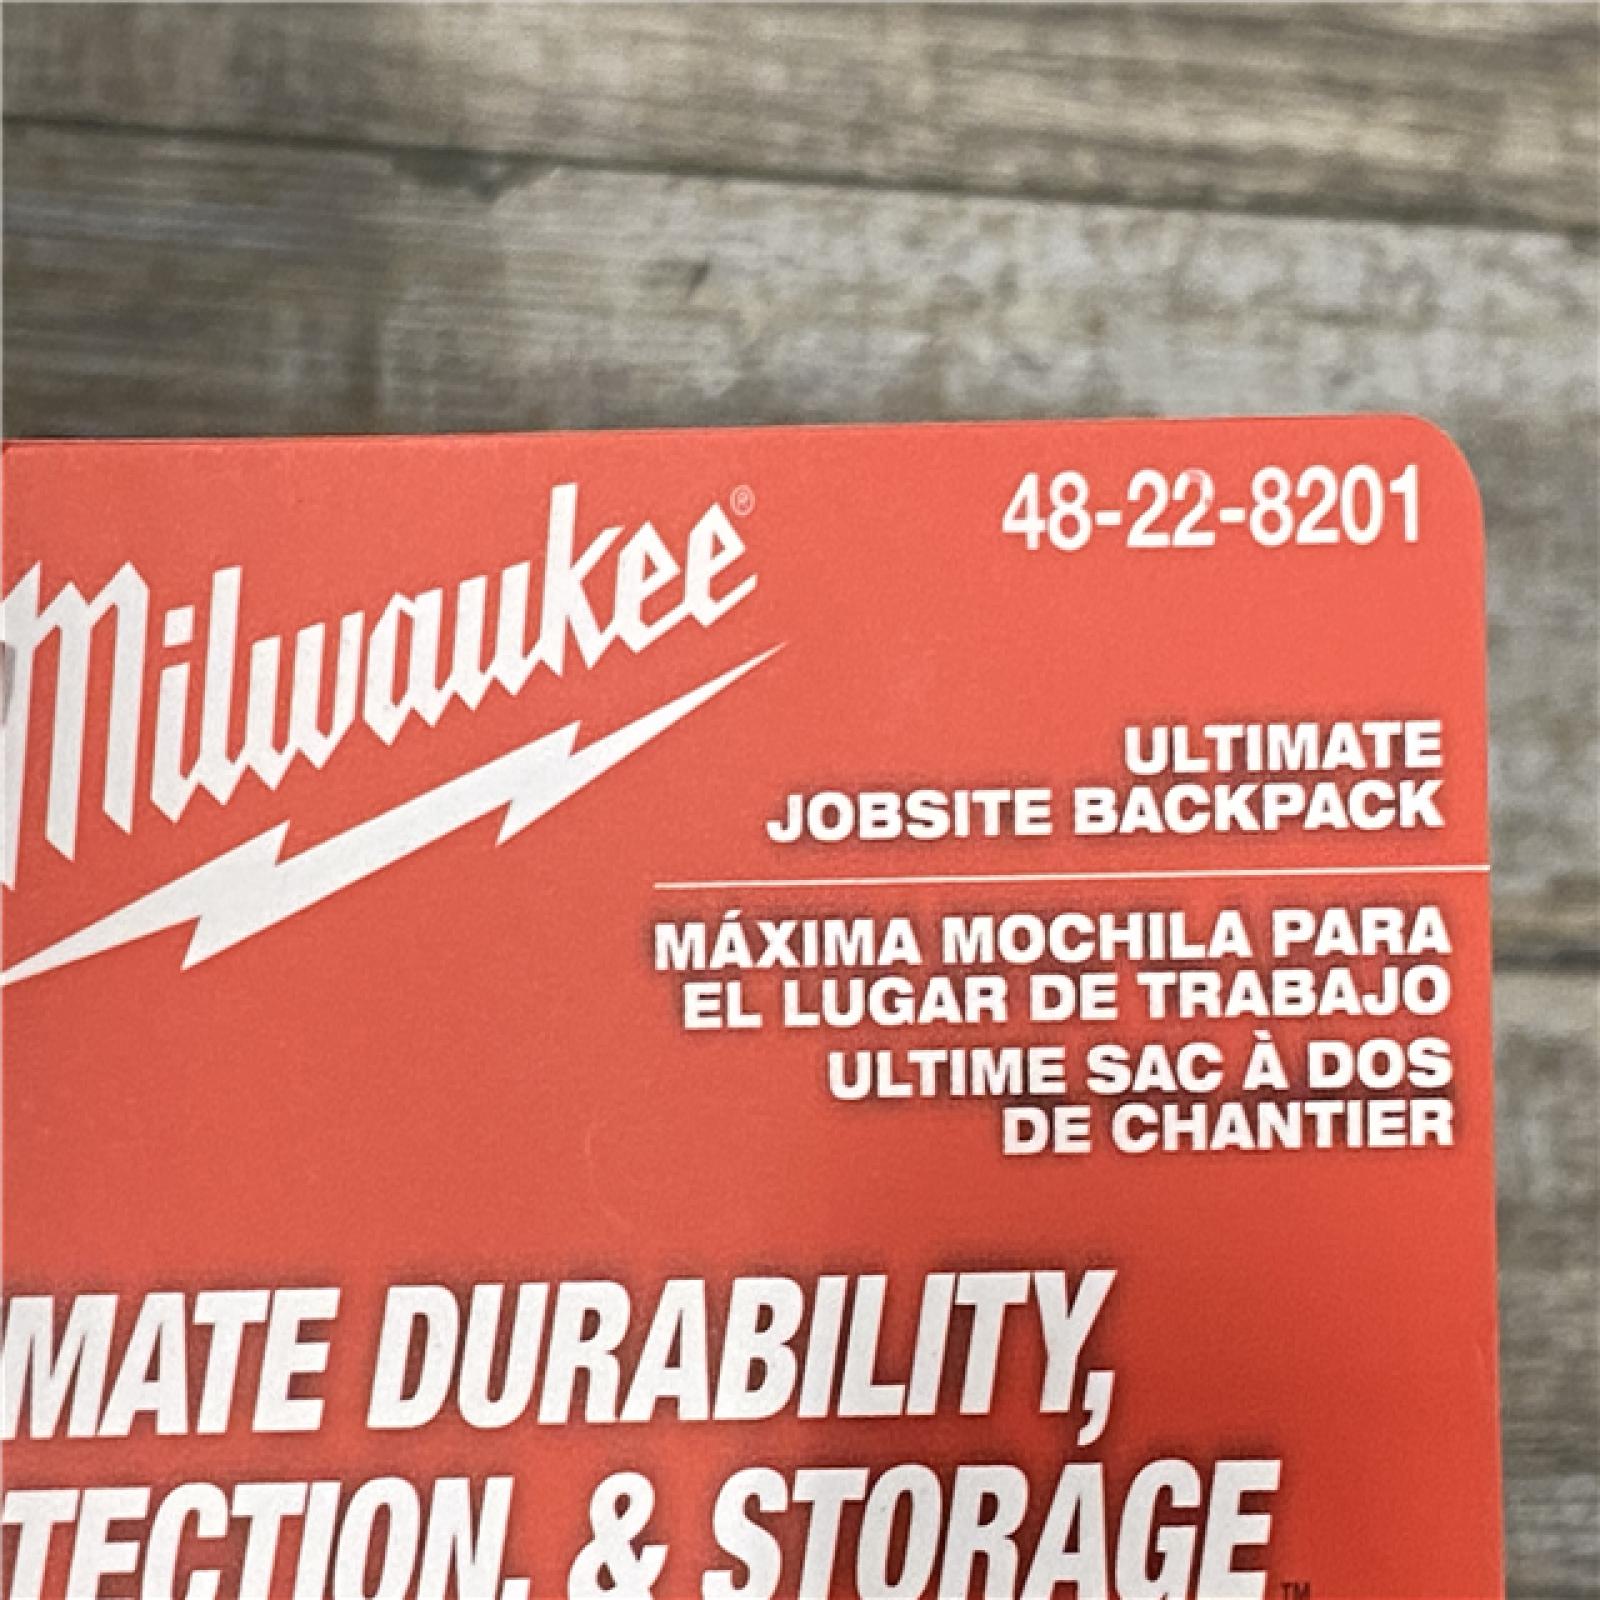 Milwaukee®
48-22-8201
ULTIMATE
JOBSITE BACKPACK
MÁXIMA MOCHILA PARA
EL LUGAR DE TRABAJO
ULTIME SAC À DOS
DE CHANTIER
MATE DURABILITY,
TECTION, & STORAGE™